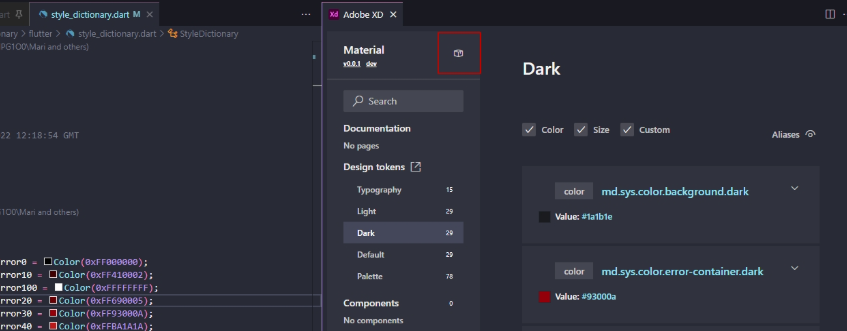 art
style_dictionary.dart M
Adobe XD
onary > flutter > style_dictionary.dart > StyleDictionary
PG1O0\Mari and others)
22 12:18:54 GMT
G1O0\Mari and others)
rror0 = Color(0xFF000000);
rror10 = Color(0xFF410002);
rror100 = Color(0xFFFFFFFF);
rror20 = Color(0xFF690005);
rror30 = Color(0xFF93000A);
rror40 = Color(0xFFBA1A1A);
Xd
Material
v0.0.1 dev
Search
Documentation
No pages
Design tokens
Typography 15
Light 29
Dark 29
Default 29
Palette 78
Components 0
No components
Dark
Color Size Custom
Aliases
color md.sys.color.background.dark
Value: #1a1b1e
color md.sys.color.error-container.dark
Value: #93000a